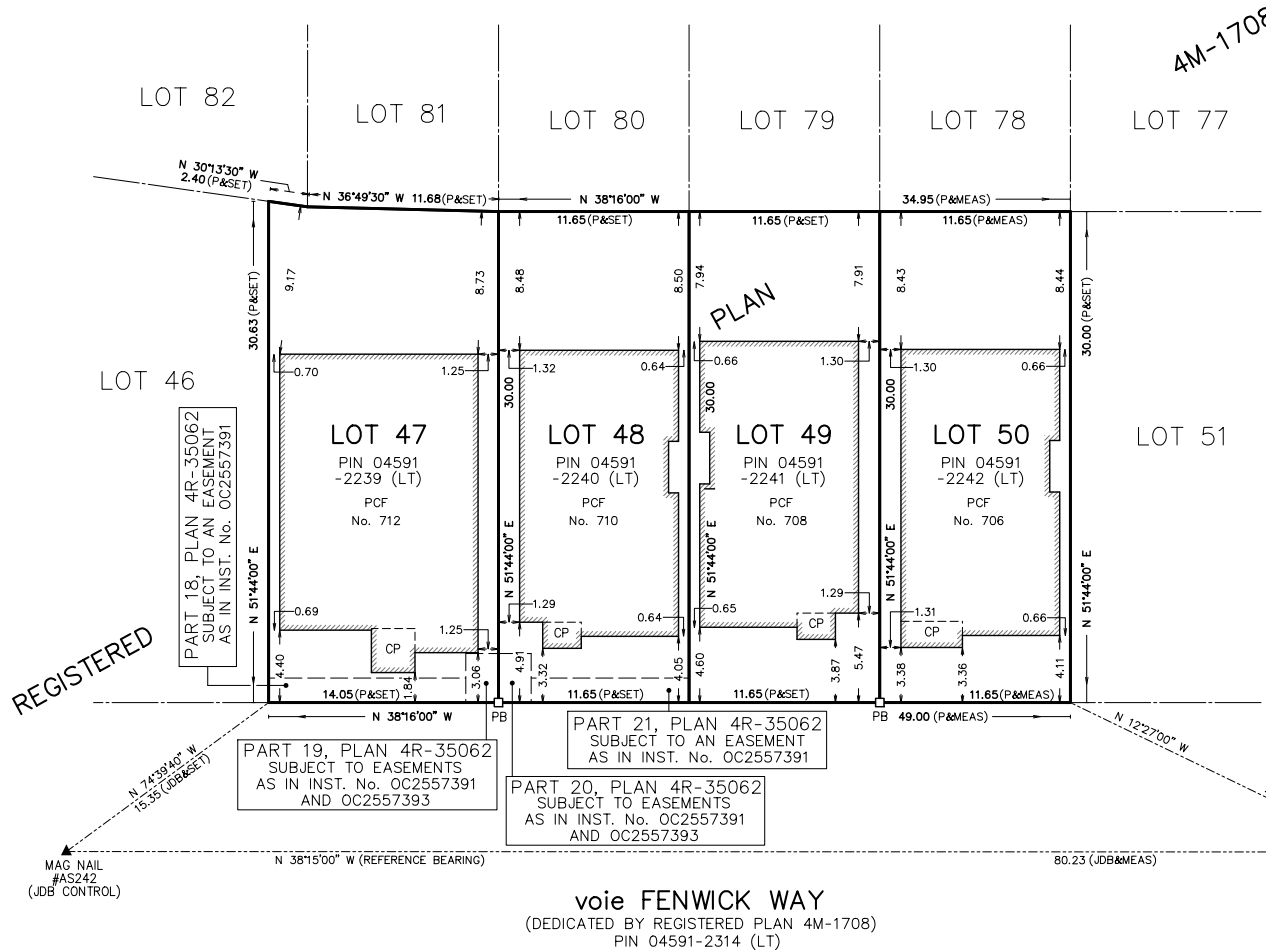 4M-1708
LOT 82
LOT 81
LOT 80
LOT 79
LOT 78
LOT 77
N 30°13'30" W
2.40 (P&SET)
N 36°49'30" W 11.68 (P&SET)
N 38°16'00" W
34.95 (P&MEAS)
11.65 (P&SET)
11.65 (P&SET)
11.65 (P&MEAS)
30.63 (P&SET)
9.17
8.73
8.48
8.50
7.94
7.91
8.43
8.44
30.00 (P&SET)
PLAN
0.70
1.25
1.32
0.64
0.66
1.30
1.30
0.66
30.00
30.00
30.00
LOT 46
LOT 47
PIN 04591
-2239 (LT)
PCF
No. 712
LOT 48
PIN 04591
-2240 (LT)
PCF
No. 710
LOT 49
PIN 04591
-2241 (LT)
PCF
No. 708
LOT 50
PIN 04591
-2242 (LT)
PCF
No. 706
LOT 51
PART 18, PLAN 4R-35062
SUBJECT TO AN EASEMENT
AS IN INST. No. OC2557391
N 51°44'00" E
N 51°44'00" E
N 51°44'00" E
N 51°44'00" E
N 51°44'00" E
0.69
1.25
1.29
0.64
0.65
1.29
1.31
0.66
CP
CP
CP
CP
REGISTERED
4.40
1.84
3.06
4.91
3.32
4.05
4.60
3.87
5.47
3.38
3.36
4.11
14.05 (P&SET)
11.65 (P&SET)
11.65 (P&SET)
11.65 (P&MEAS)
N 38°16'00" W
PB
PB
49.00 (P&MEAS)
N 12°27'00" W
PART 19, PLAN 4R-35062
SUBJECT TO EASEMENTS
AS IN INST. No. OC2557391
AND OC2557393
PART 21, PLAN 4R-35062
SUBJECT TO AN EASEMENT
AS IN INST. No. OC2557391
PART 20, PLAN 4R-35062
SUBJECT TO EASEMENTS
AS IN INST. No. OC2557391
AND OC2557393
N 74°39'40" W
15.35 (JDB&SET)
MAG NAIL
#AS242
(JDB CONTROL)
N 38°15'00" W (REFERENCE BEARING)
80.23 (JDB&MEAS)
voie FENWICK WAY
(DEDICATED BY REGISTERED PLAN 4M-1708)
PIN 04591-2314 (LT)